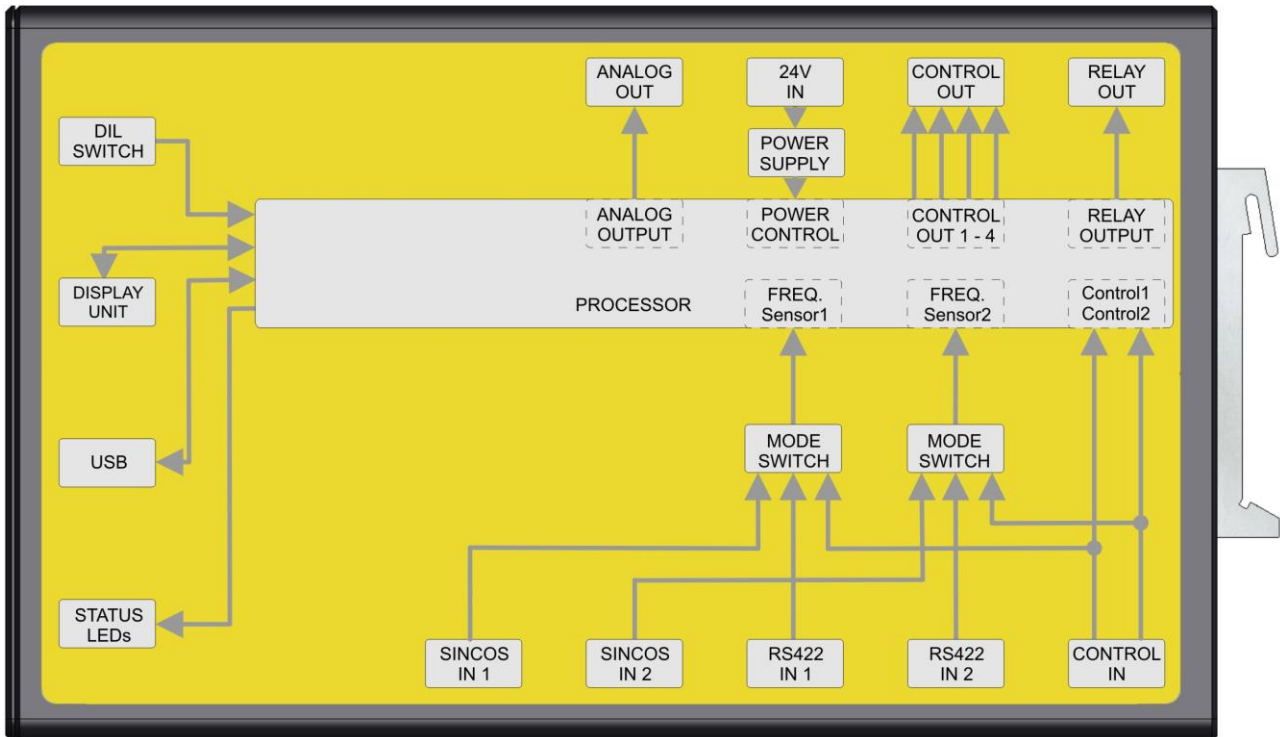 ANALOG
OUT
24V
IN
CONTROL
OUT
RELAY
OUT
DIL
SWITCH
POWER
SUPPLY
ANALOG
OUTPUT
POWER
CONTROL
CONTROL
OUT 1 - 4
RELAY
OUTPUT
DISPLAY
UNIT
PROCESSOR
FREQ.
Sensor1
FREQ.
Sensor2
Control1
Control2
USB
MODE
SWITCH
MODE
SWITCH
STATUS
LEDs
SINCOS
IN 1
SINCOS
IN 2
RS422
IN 1
RS422
IN 2
CONTROL
IN